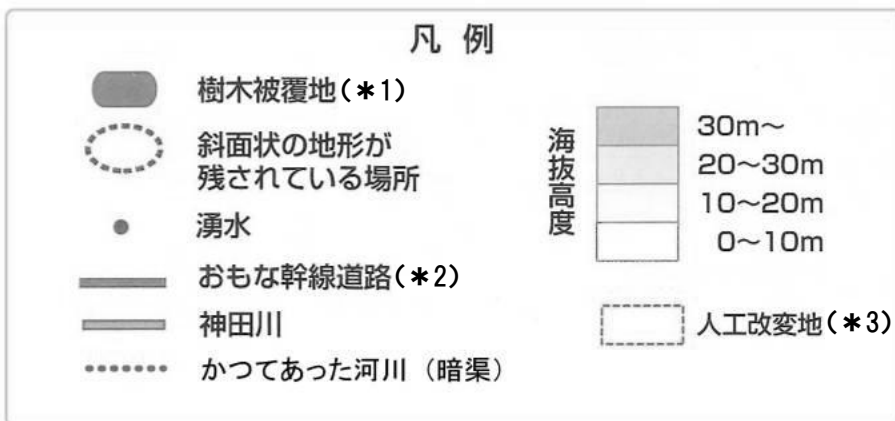 凡例
樹木被覆地(＊1)
斜面状の地形が
残されている場所
湧水
おもな幹線道路(＊2)
神田川
かつてあった河川（暗渠）
海抜高度
30m〜
20〜30m
10〜20m
0〜10m
人工改変地(＊3)